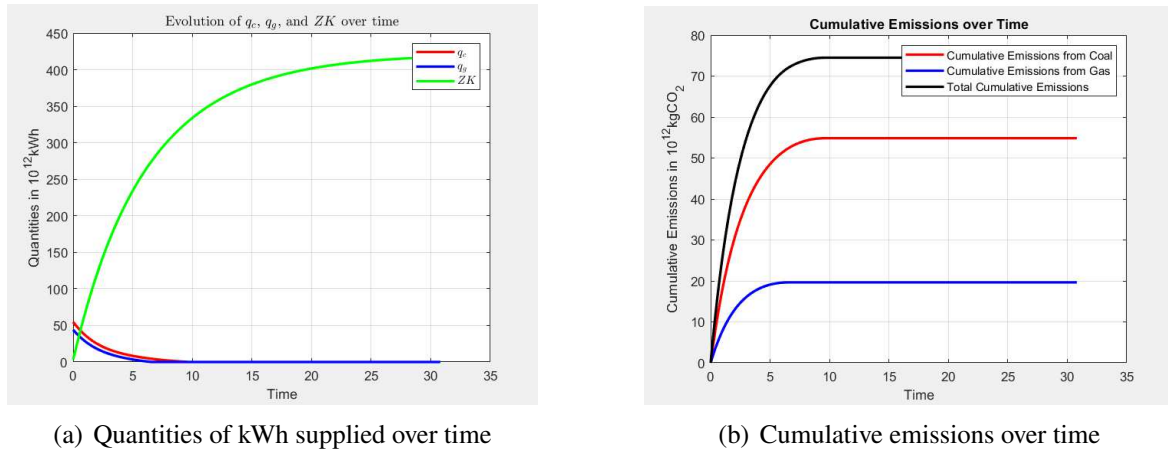 Evolution of q_c, q_g, and ZK over time
450
400
350
300
250
200
150
100
50
0
Quantities in 10^12kWh
q_c
q_g
ZK
0 5 10 15 20 25 30 35
Time
(a) Quantities of kWh supplied over time
Cumulative Emissions over Time
80
70
60
50
40
30
20
10
0
Cumulative Emissions in 10^12kgCO_2
Cumulative Emissions from Coal
Cumulative Emissions from Gas
Total Cumulative Emissions
0 5 10 15 20 25 30 35
Time
(b) Cumulative emissions over time